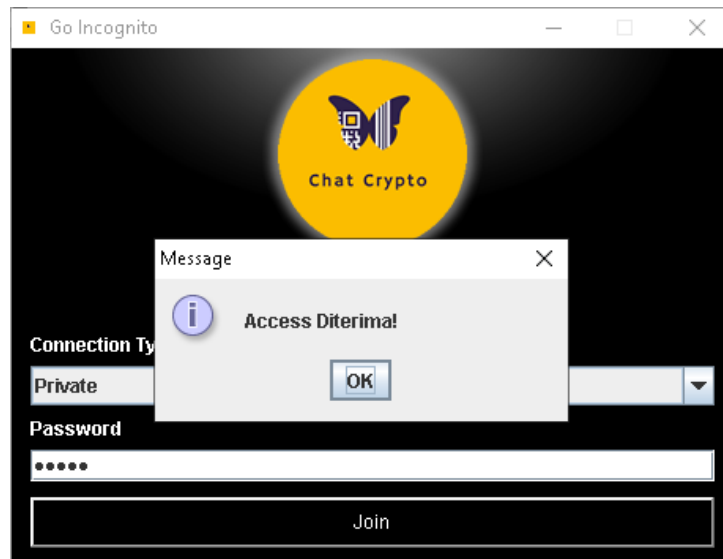 Go Incognito
Chat Crypto
Message
Access Diterima!
OK
Connection Ty
Private
Password
Join